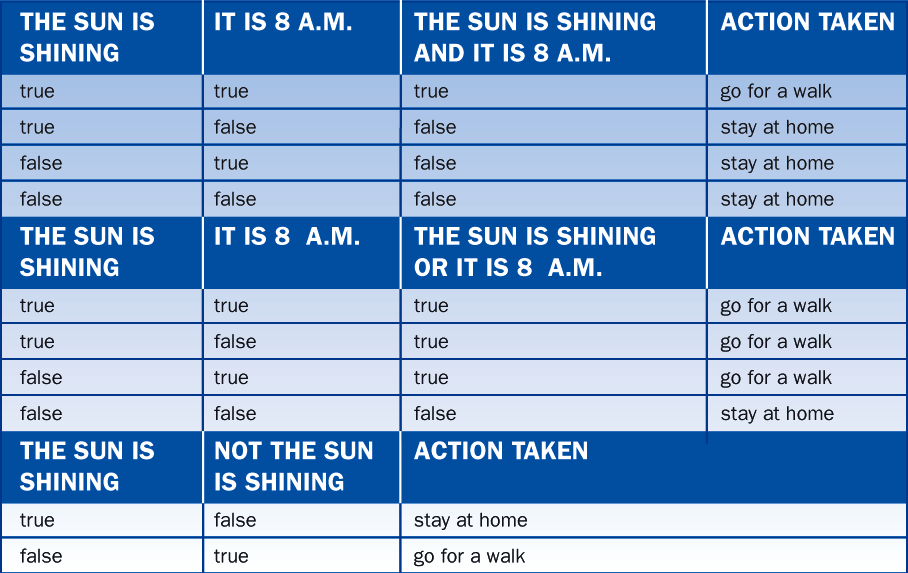 THE SUN IS SHINING IT IS 8 A.M. THE SUN IS SHINING AND IT IS 8 A.M. ACTION TAKEN
true true true go for a walk
true false false stay at home
false true false stay at home
false false false stay at home
THE SUN IS SHINING IT IS 8 A.M. THE SUN IS SHINING OR IT IS 8 A.M. ACTION TAKEN
true true true go for a walk
true false true go for a walk
false true true go for a walk
false false false stay at home
THE SUN IS SHINING NOT THE SUN IS SHINING ACTION TAKEN
true false stay at home
false true go for a walk